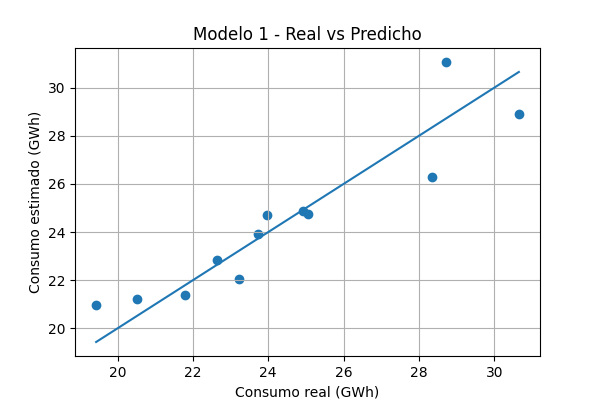 Modelo 1 - Real vs Predicho
Consumo estimado (GWh)
30
28
26
24
22
20
20 22 24 26 28 30
Consumo real (GWh)